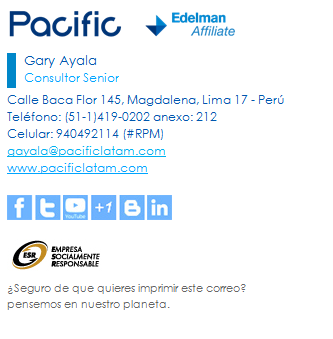 Pacific
Edelman
Affiliate
Gary Ayala
Consultor Senior
Calle Baca Flor 145, Magdalena, Lima 17 - Perú
Teléfono: (51-1)419-0202 anexo: 212
Celular: 940492114 (#RPM)
gayala@pacificlatam.com
www.pacificlatam.com
f t YouTube +1 B in
ESR EMPRESA
SOCIALMENTE
RESPONSABLE
¿Seguro de que quieres imprimir este correo?
pensemos en nuestro planeta.